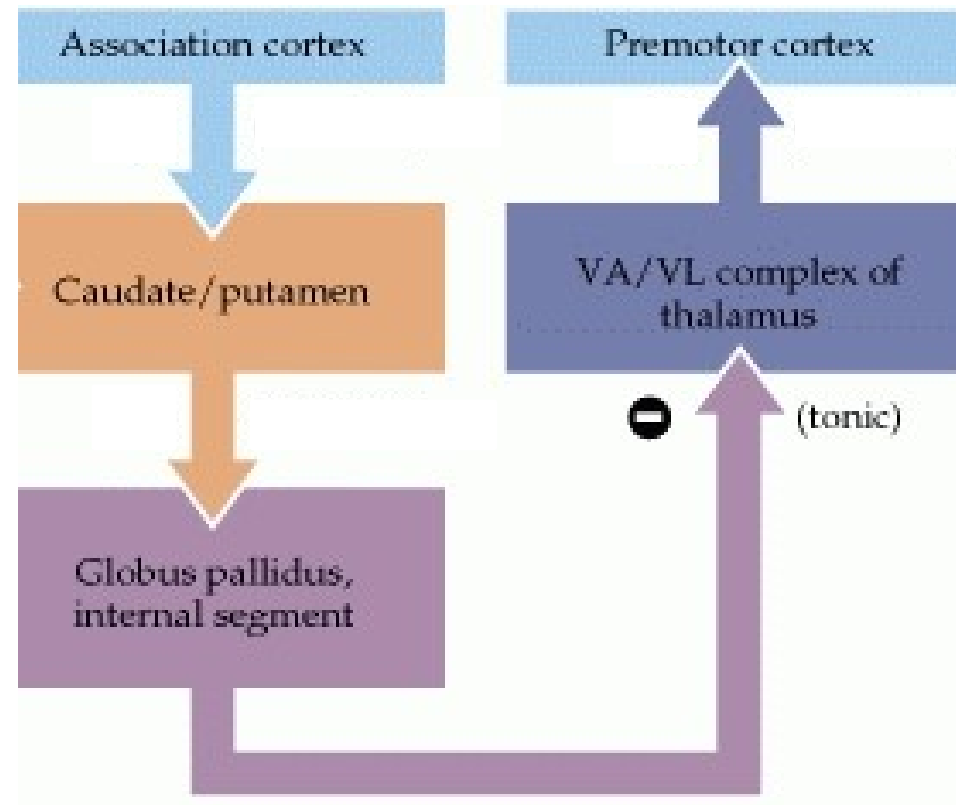 Association cortex
Premotor cortex
Caudate/putamen
VA/VL complex of
thalamus
(tonic)
Globus pallidus,
internal segment